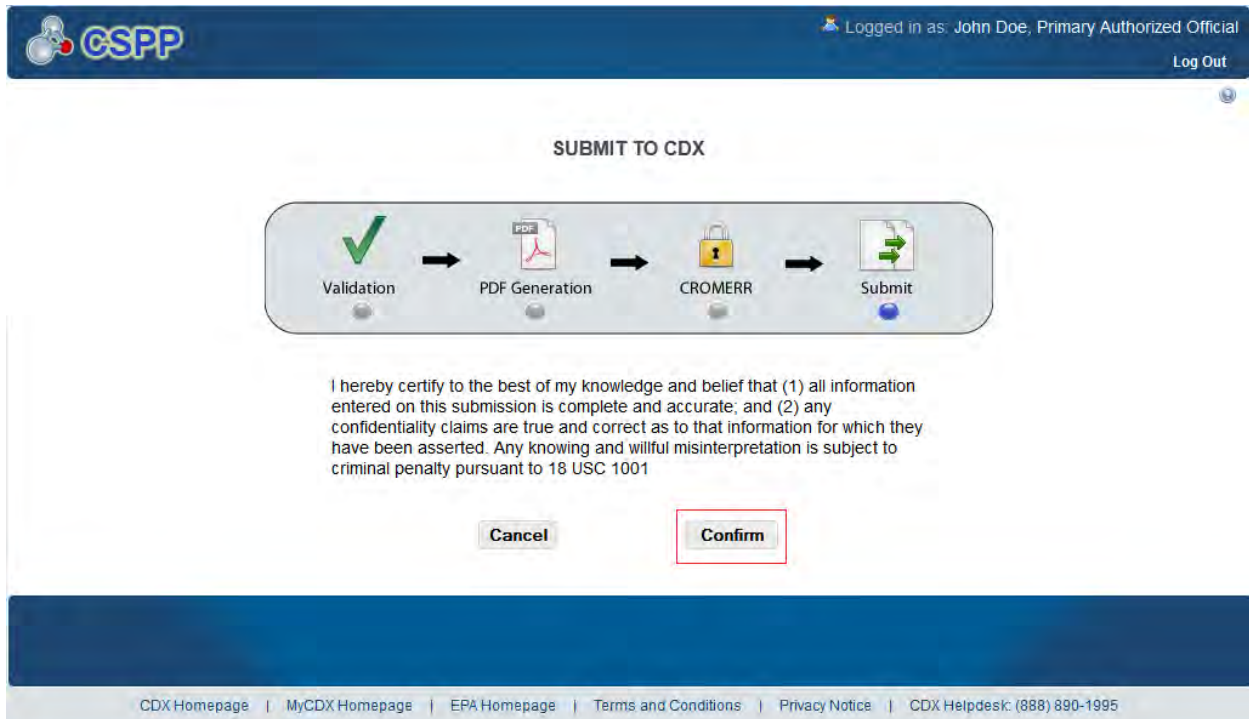 CSPP
Logged in as: John Doe, Primary Authorized Official
Log Out
SUBMIT TO CDX
PDF
Validation PDF Generation CROMERR Submit
I hereby certify to the best of my knowledge and belief that (1) all information
entered on this submission is complete and accurate; and (2) any
confidentiality claims are true and correct as to that information for which they
have been asserted. Any knowing and willful misinterpretation is subject to
criminal penalty pursuant to 18 USC 1001
Cancel Confirm
CDX Homepage | MyCDX Homepage | EPA Homepage | Terms and Conditions | Privacy Notice | CDX Helpdesk: (888) 890-1995